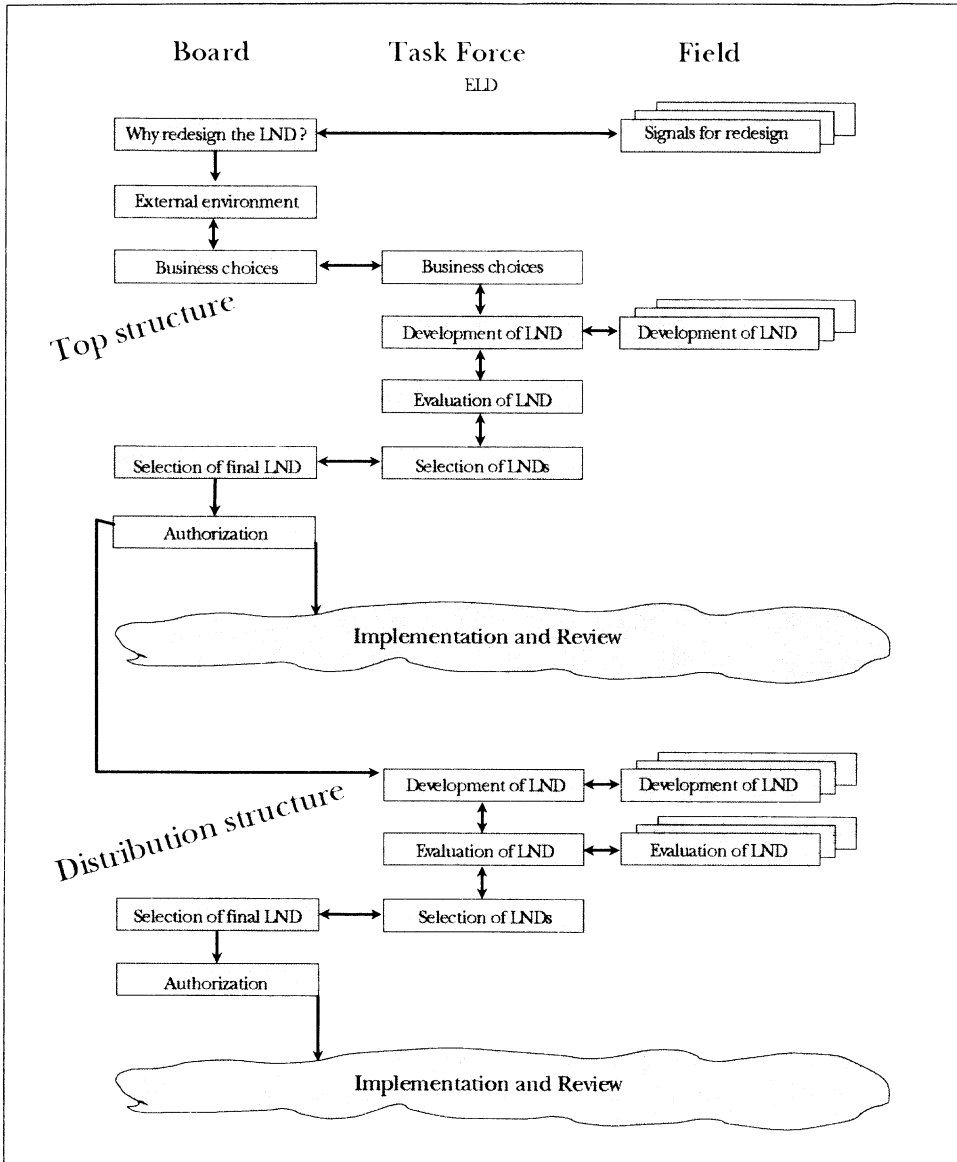 Board Task Force Field
ELD
Why redesign the LND?
Signals for redesign
External environment
Business choices
Business choices
Top structure
Development of LND
Development of LND
Evaluation of LND
Selection of final LND
Selection of LNDs
Authorization
Implementation and Review
Distribution structure
Development of LND
Development of LND
Evaluation of LND
Evaluation of LND
Selection of final LND
Selection of LNDs
Authorization
Implementation and Review